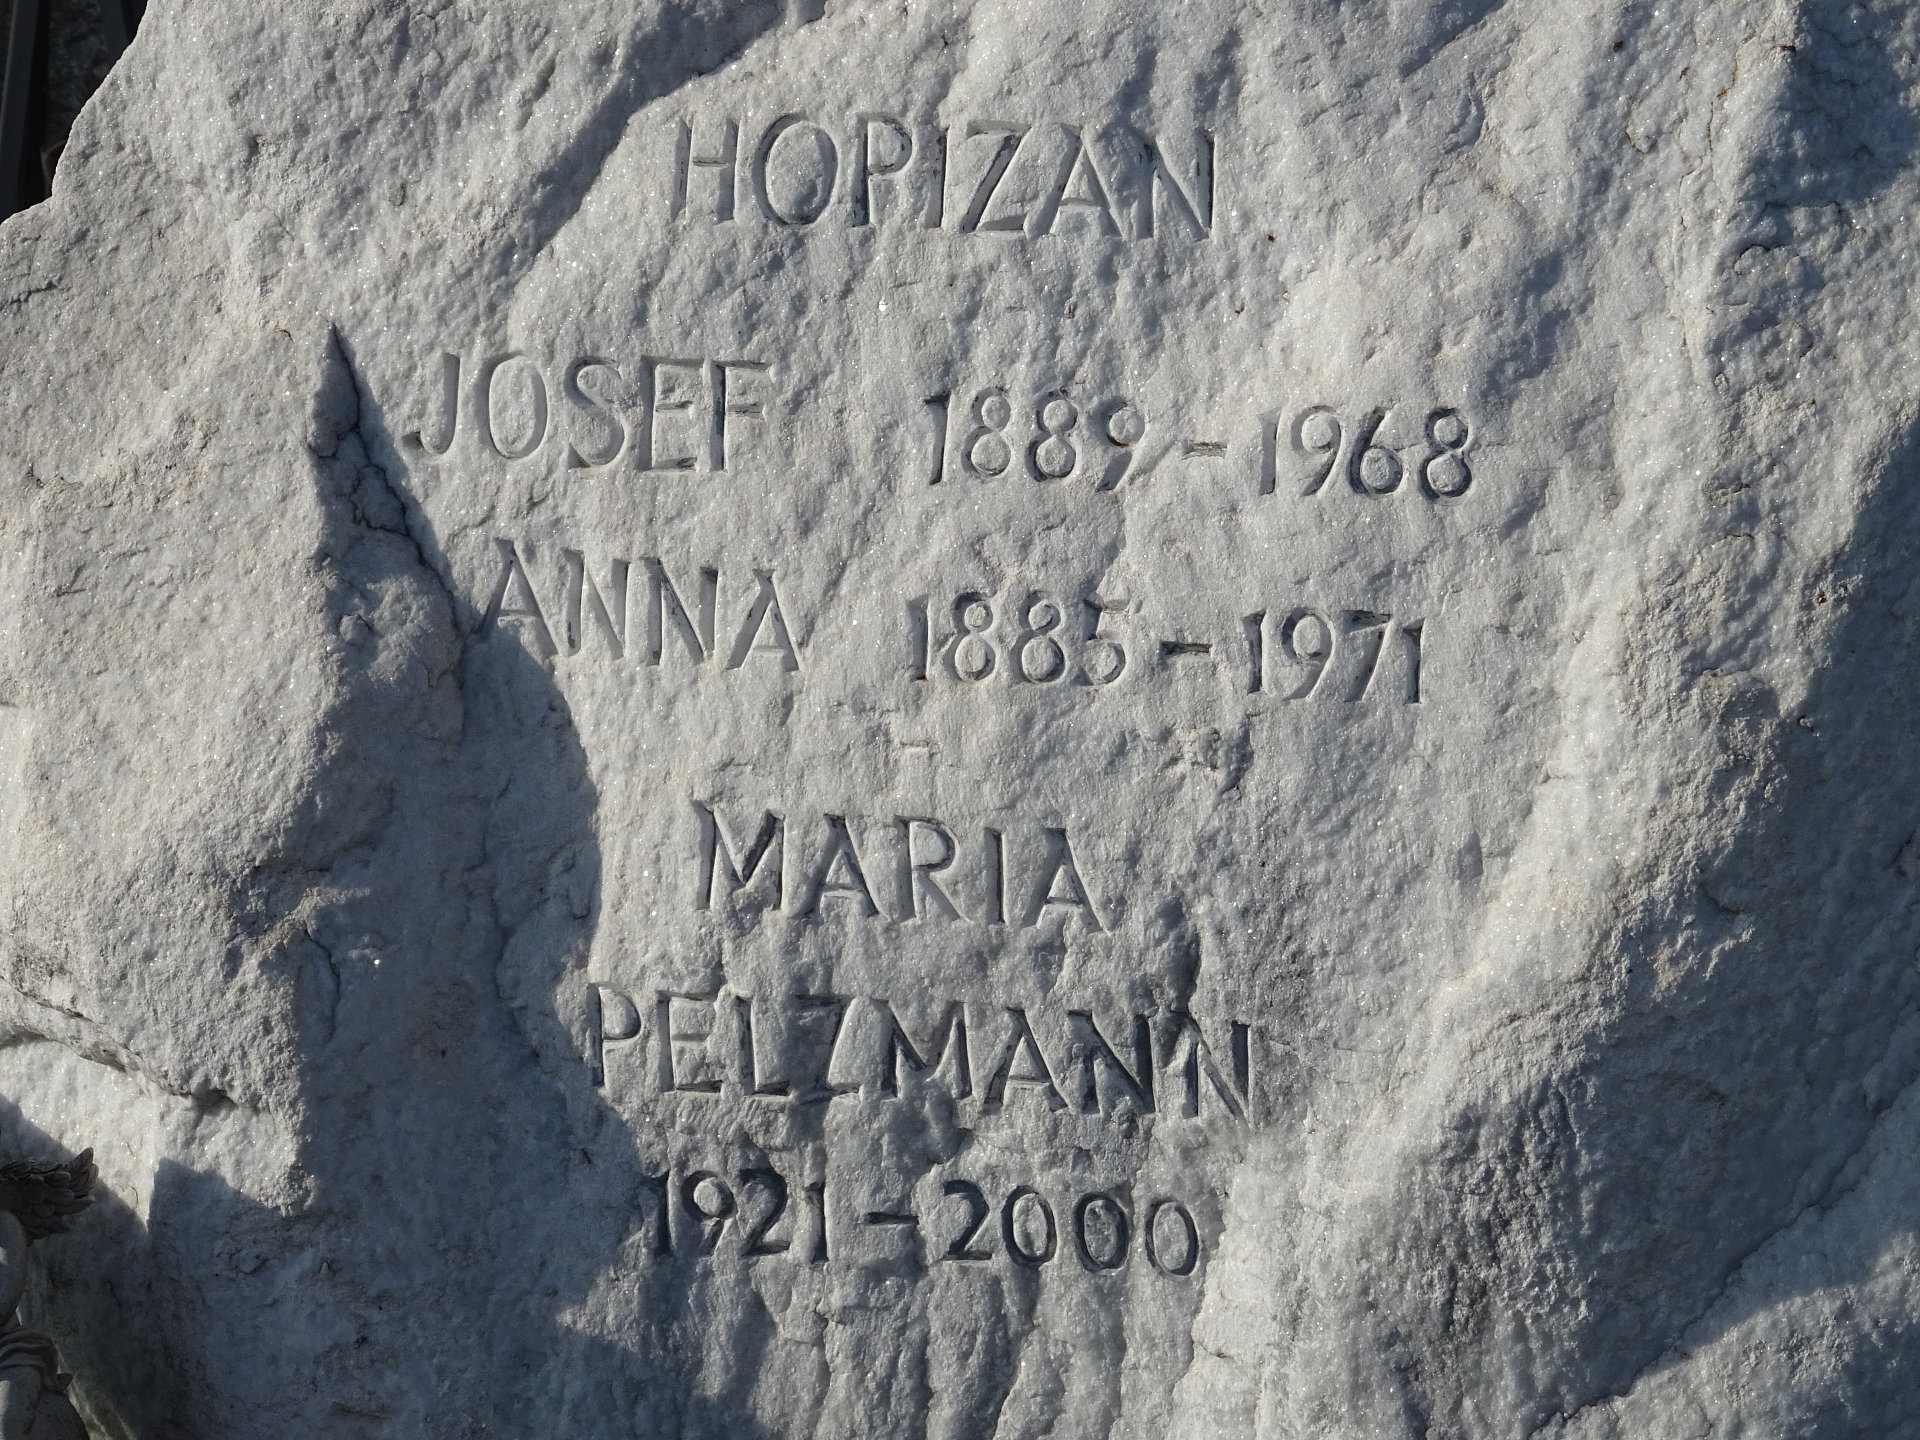 HOPIZAN
JOSEF 1889-1968
ANNA 1885-1971
MARIA
PELZMANN
1921-2000